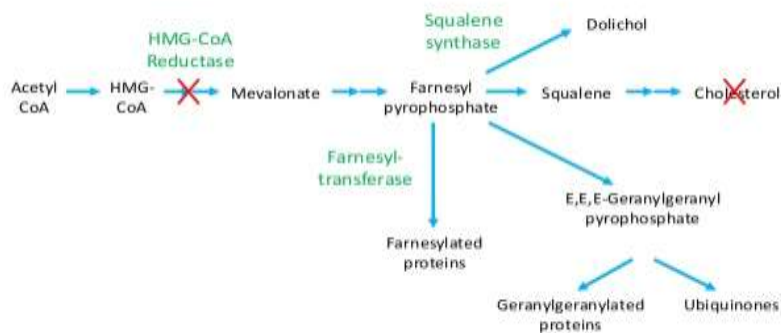 Squalene
synthase
Dolichol
HMG-CoA
Reductase
Acetyl
CoA
HMG-
CoA
Mevalonate
Farnesyl
pyrophosphate
Squalene
Cholesterol
Farnesyl-
transferase
E,E,E-Geranylgeranyl
pyrophosphate
Farnesylated
proteins
Geranylgeranylated
proteins
Ubiquinones